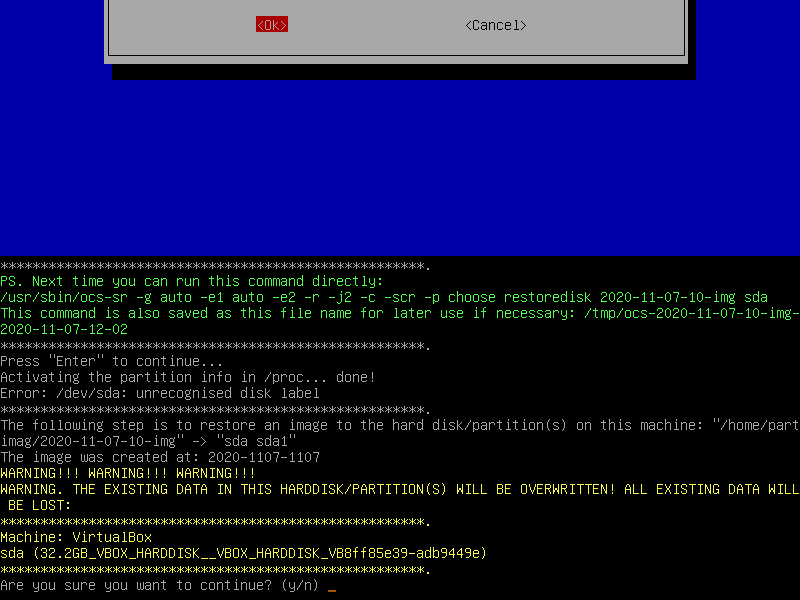 <Ok> <Cancel>
*****************************************************.
PS. Next time you can run this command directly:
/usr/sbin/ocs-sr -g auto -e1 auto -e2 -r -j2 -c -scr -p choose restoredisk 2020-11-07-10-img sda
This command is also saved as this file name for later use if necessary: /tmp/ocs-2020-11-07-10-img-
2020-11-07-12-02
*****************************************************.
Press "Enter" to continue...
Activating the partition info in /proc... done!
Error: /dev/sda: unrecognised disk label
*****************************************************.
The following step is to restore an image to the hard disk/partition(s) on this machine: "/home/part
imag/2020-11-07-10-img" -> "sda sda1"
The image was created at: 2020-1107-1107
WARNING!!! WARNING!!! WARNING!!!
WARNING. THE EXISTING DATA IN THIS HARDDISK/PARTITION(S) WILL BE OVERWRITTEN! ALL EXISTING DATA WILL
 BE LOST:
*****************************************************.
Machine: VirtualBox
sda (32.2GB_VBOX_HARDDISK__VBOX_HARDDISK_VB8ff85e39-adb9449e)
*****************************************************.
Are you sure you want to continue? (y/n) _